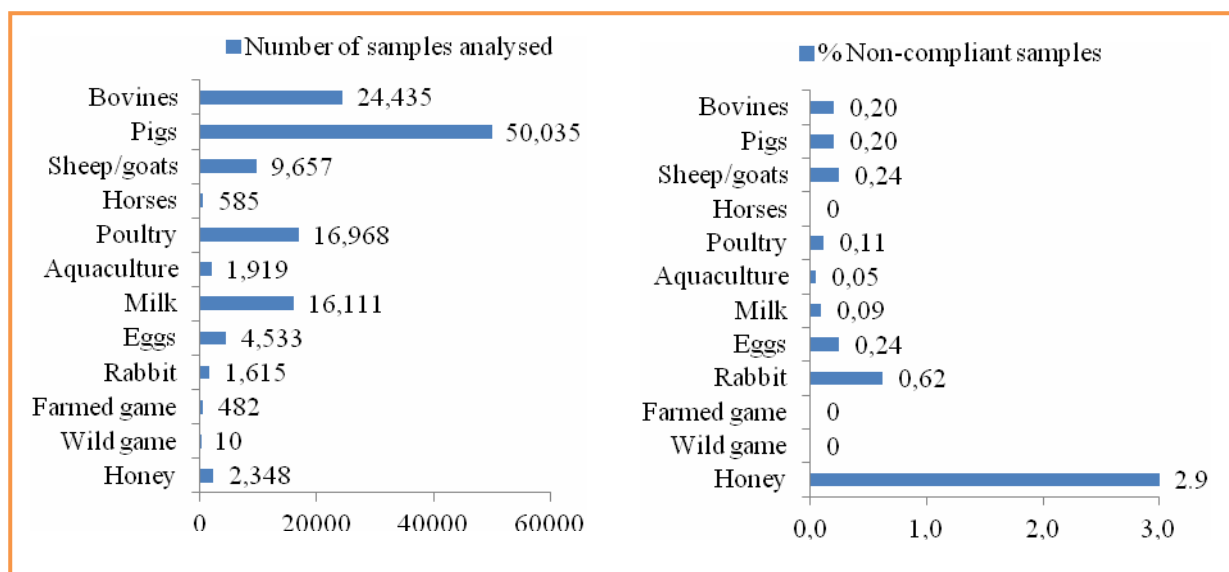 Number of samples analysed
Bovines 24,435
Pigs 50,035
Sheep/goats 9,657
Horses 585
Poultry 16,968
Aquaculture 1,919
Milk 16,111
Eggs 4,533
Rabbit 1,615
Farmed game 482
Wild game 10
Honey 2,348
0 20000 40000 60000
% Non-compliant samples
Bovines 0,20
Pigs 0,20
Sheep/goats 0,24
Horses 0
Poultry 0,11
Aquaculture 0,05
Milk 0,09
Eggs 0,24
Rabbit 0,62
Farmed game 0
Wild game 0
Honey 2.9
0,0 1,0 2,0 3,0